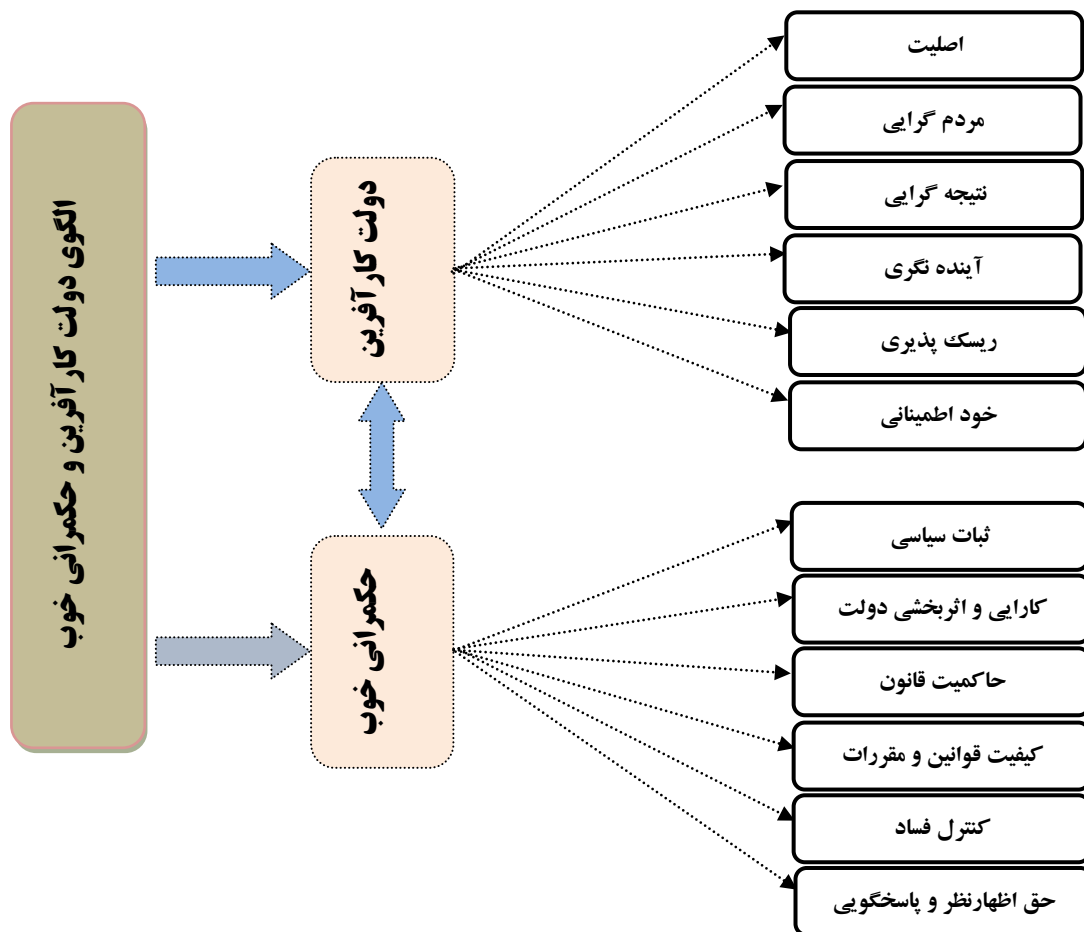 الگوی دولت کارآفرین و حکمرانی خوب
دولت کارآفرین
اصلیت
مردم گرایی
نتیجه گرایی
آینده نگری
ریسک پذیری
خود اطمینانی
حکمرانی خوب
ثبات سیاسی
کارایی و اثربخشی دولت
حاکمیت قانون
کیفیت قوانین و مقررات
کنترل فساد
حق اظهارنظر و پاسخگویی